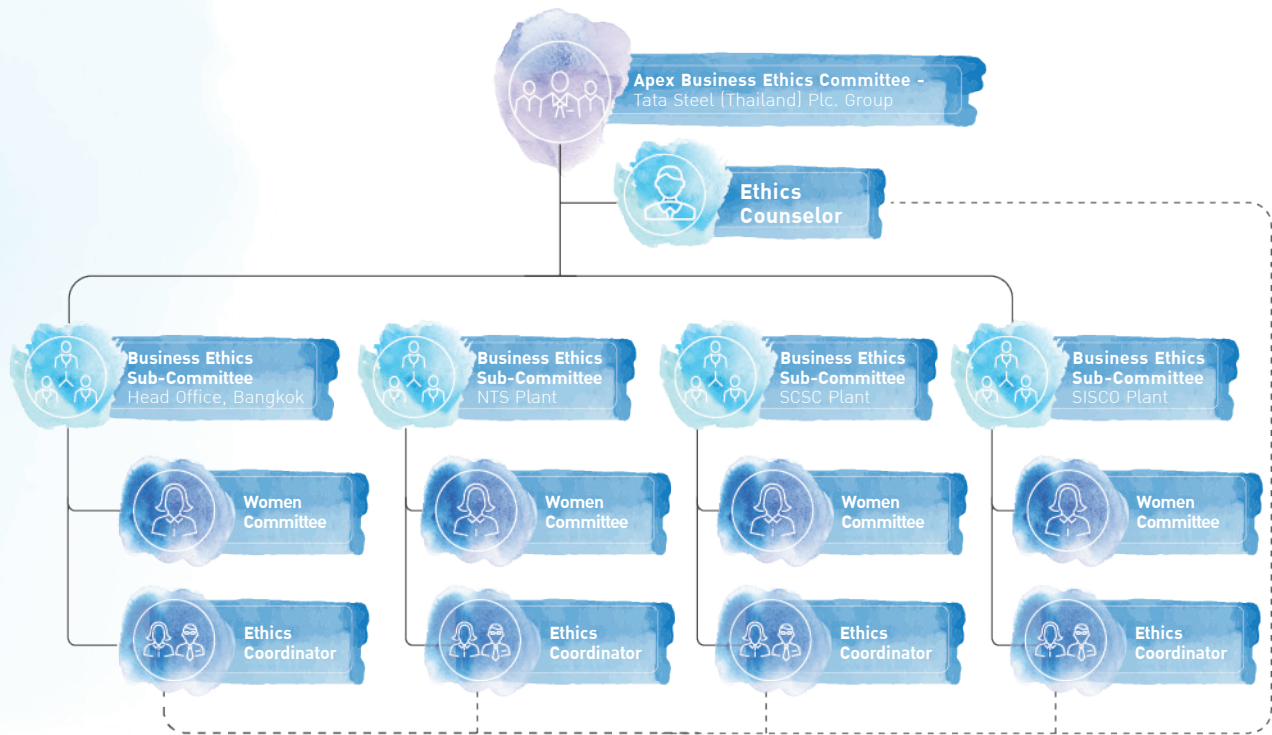 Apex Business Ethics Committee -
Tata Steel (Thailand) Plc. Group
Ethics
Counselor
Business Ethics
Sub-Committee
Head Office, Bangkok
Business Ethics
Sub-Committee
NTS Plant
Business Ethics
Sub-Committee
SCSC Plant
Business Ethics
Sub-Committee
SISCO Plant
Women
Committee
Women
Committee
Women
Committee
Women
Committee
Ethics
Coordinator
Ethics
Coordinator
Ethics
Coordinator
Ethics
Coordinator